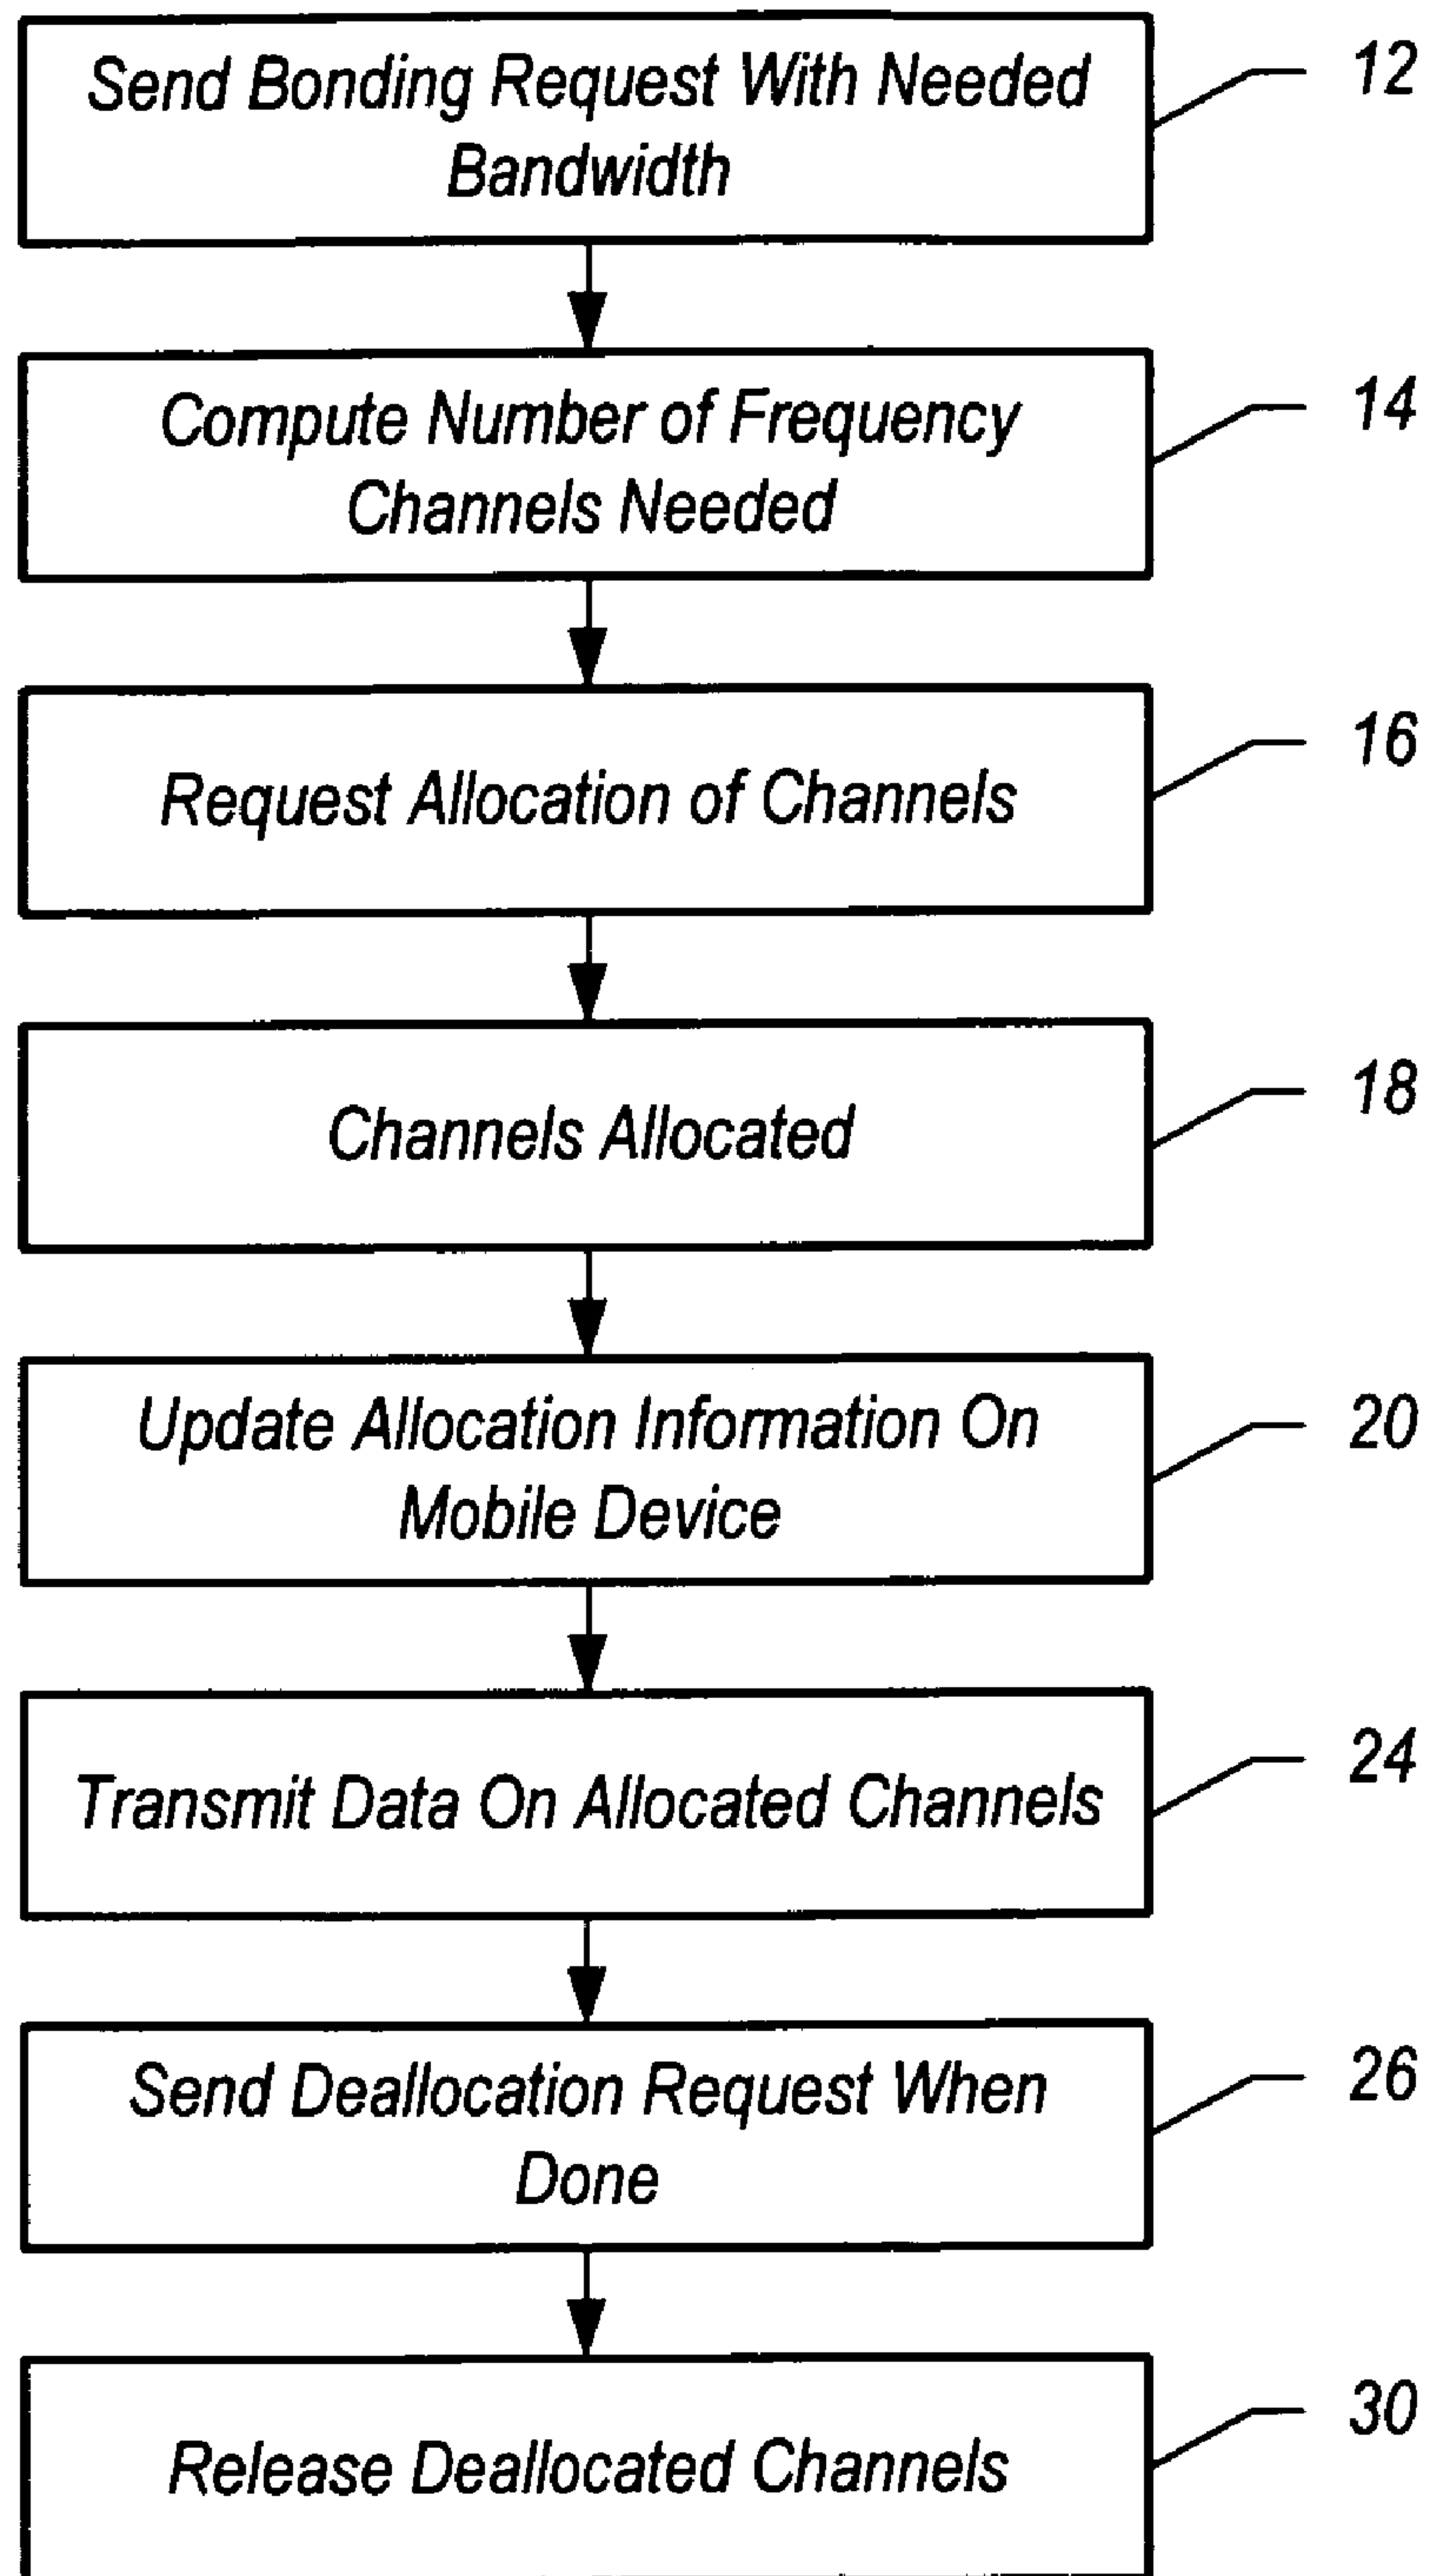 Send Bonding Request With Needed
Bandwidth
12
Compute Number of Frequency
Channels Needed
14
Request Allocation of Channels
16
Channels Allocated
18
Update Allocation Information On
Mobile Device
20
Transmit Data On Allocated Channels
24
Send Deallocation Request When
Done
26
Release Deallocated Channels
30